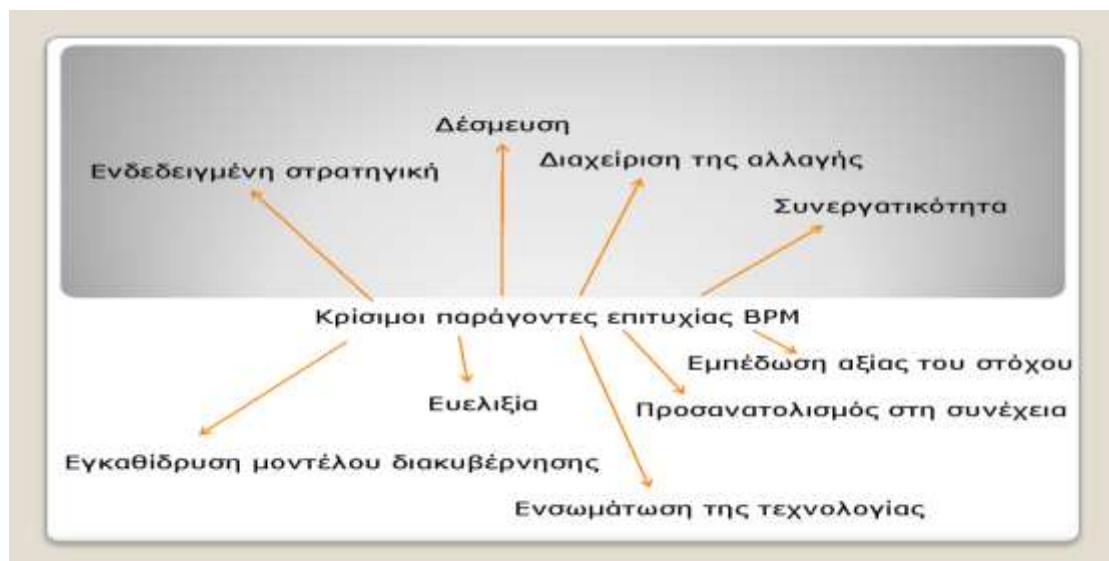 Δέσμευση
Ενδεδειγμένη στρατηγική
Διαχείριση της αλλαγής
Συνεργατικότητα
Κρίσιμοι παράγοντες επιτυχίας BPM
Εμπέδωση αξίας του στόχου
Ευελιξία
Προσανατολισμός στη συνέχεια
Εγκαθίδρυση μοντέλου διακυβέρνησης
Ενσωμάτωση της τεχνολογίας